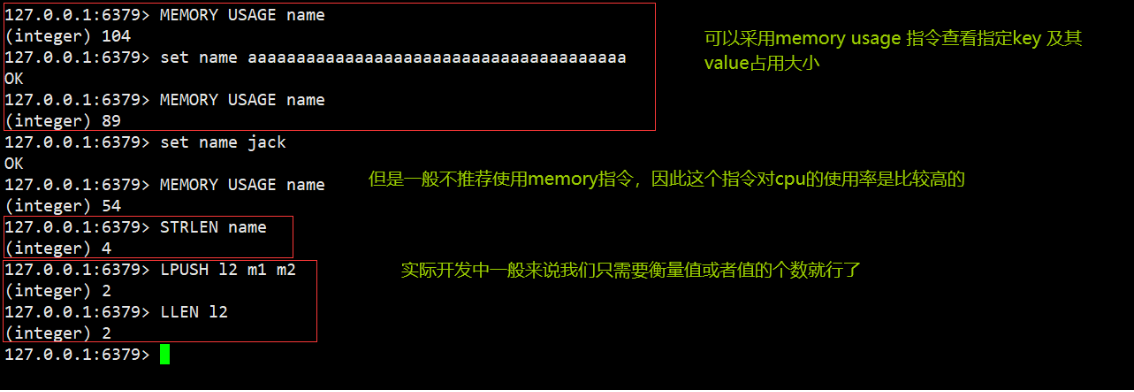 127.0.0.1:6379> MEMORY USAGE name
(integer) 104
127.0.0.1:6379> set name aaaaaaaaaaaaaaaaaaaaaaaaaaaaaaaaaaaaaaa
OK
127.0.0.1:6379> MEMORY USAGE name
(integer) 89
可以采用memory usage 指令查看指定key 及其
value占用大小
127.0.0.1:6379> set name jack
OK
127.0.0.1:6379> MEMORY USAGE name
(integer) 54
但是一般不推荐使用memory指令，因此这个指令对cpu的使用率是比较高的
127.0.0.1:6379> STRLEN name
(integer) 4
127.0.0.1:6379> LPUSH l2 m1 m2
(integer) 2
127.0.0.1:6379> LLEN l2
(integer) 2
实际开发中一般来说我们只需要衡量值或者值的个数就行了
127.0.0.1:6379>